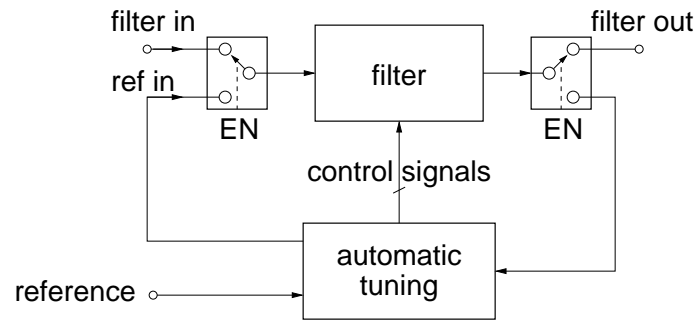 filter in
filter out
ref in
filter
EN
EN
control signals
automatic
tuning
reference